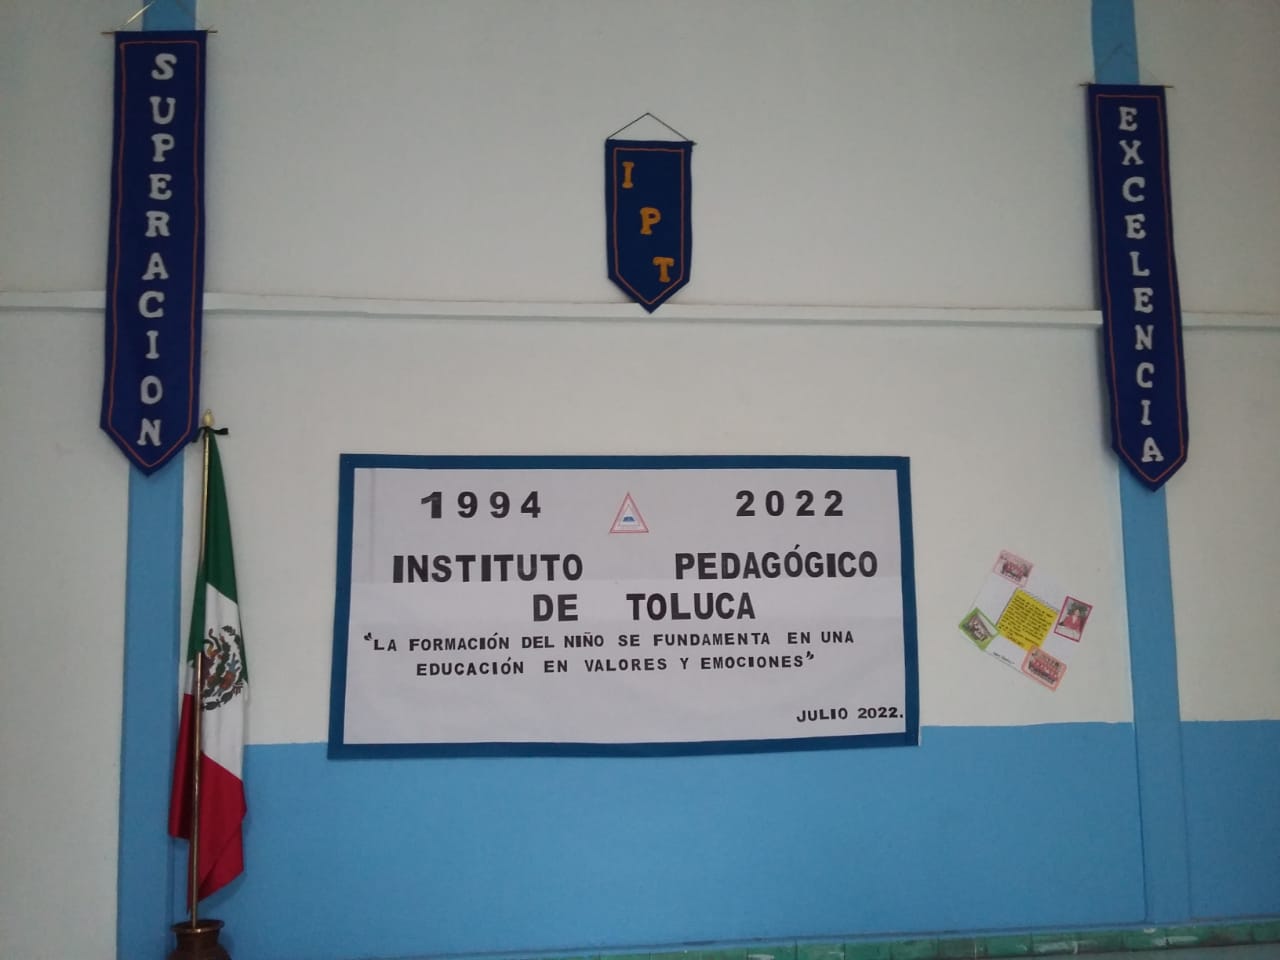 SUPERACION
I
P
T
EXCELENCIA
1994 2022
INSTITUTO PEDAGÓGICO
DE TOLUCA
"LA FORMACIÓN DEL NIÑO SE FUNDAMENTA EN UNA
EDUCACIÓN EN VALORES Y EMOCIONES"
JULIO 2022.